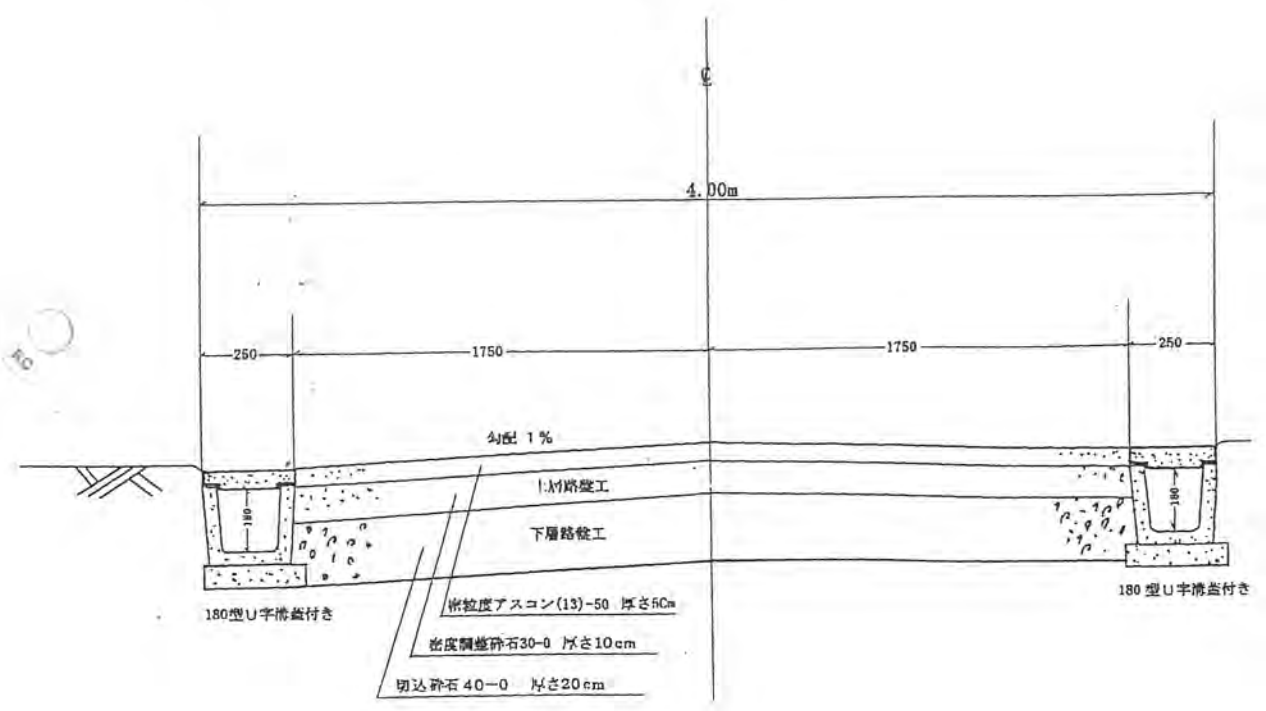 ℄
4.00m
250
1750
1750
250
勾配 1%
上層路盤工
下層路盤工
180
180
180型U字溝蓋付き
180型U字溝蓋付き
密粒度アスコン(13)-50 厚さ5Cm
密度調整砕石30-0 厚さ10cm
切込砕石40-0 厚さ20cm